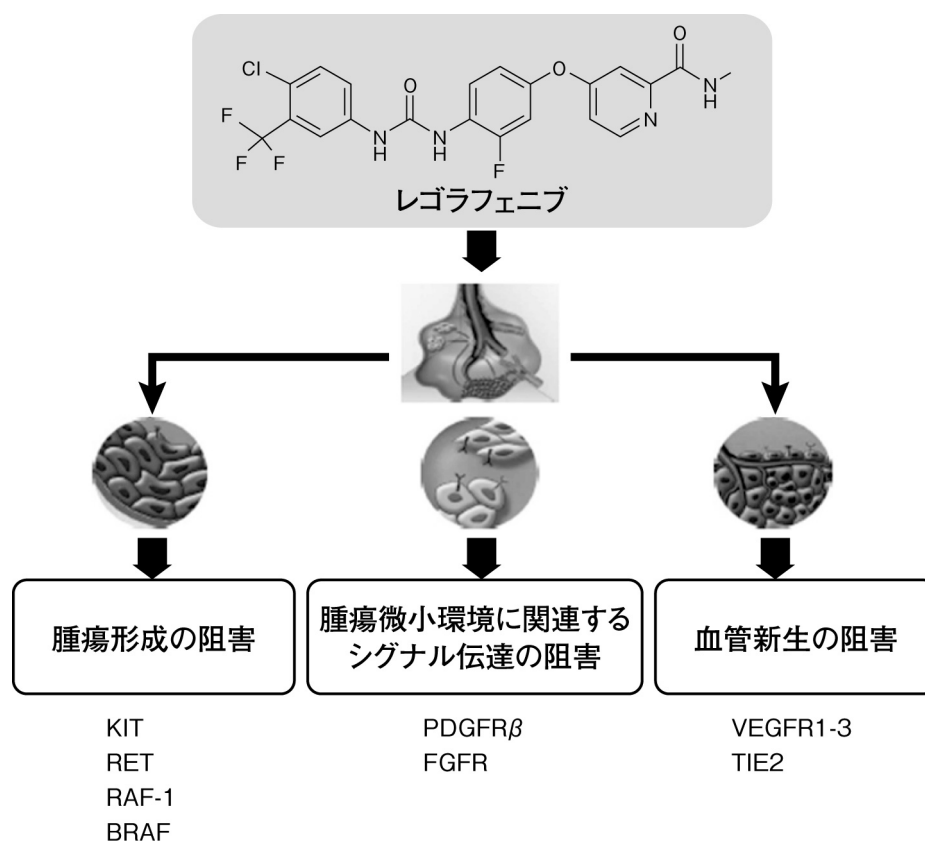 Cl
F
F
F
O
N
H
N
H
F
O
N
O
N
H
レゴラフェニブ
腫瘍形成の阻害
腫瘍微小環境に関連する
シグナル伝達の阻害
血管新生の阻害
KIT
RET
RAF-1
BRAF
PDGFRβ
FGFR
VEGFR1-3
TIE2